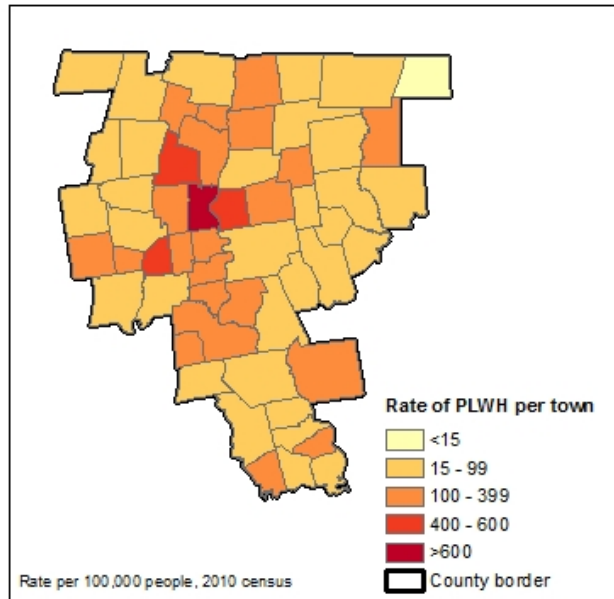 Rate of PLWH per town
<15
15 - 99
100 - 399
400 - 600
>600
County border
Rate per 100,000 people, 2010 census